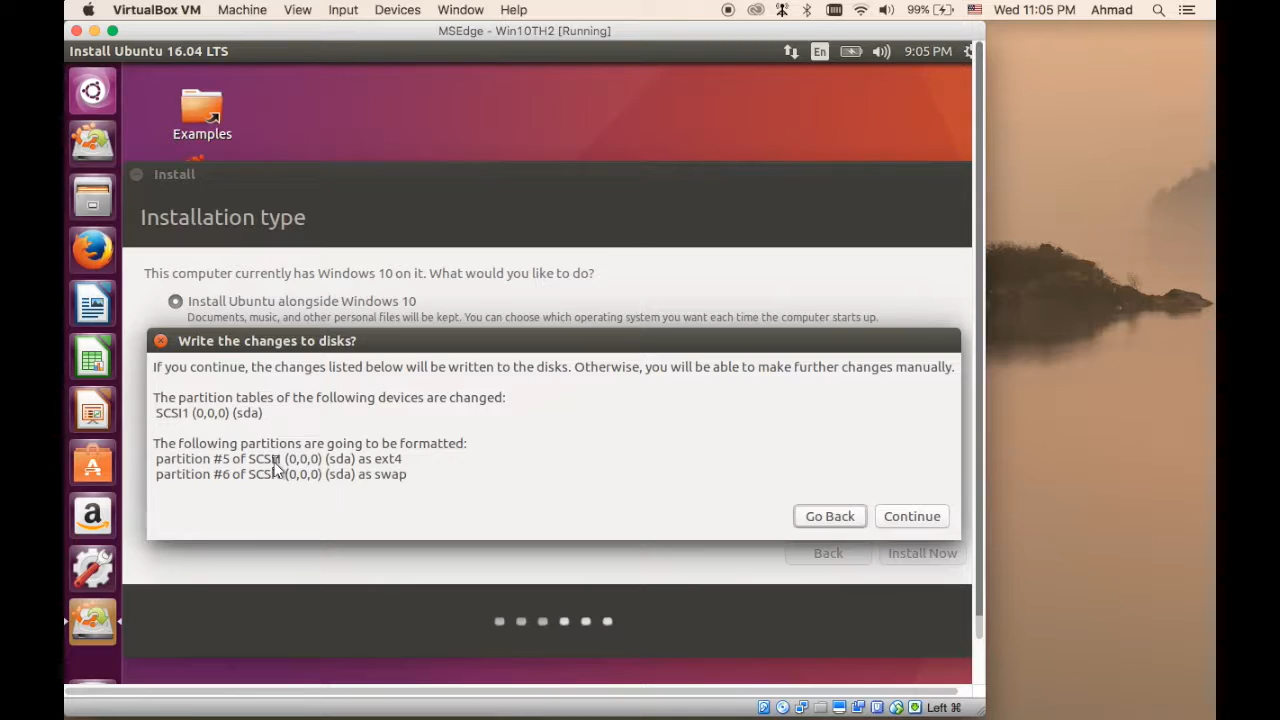 VirtualBox VM Machine View Input Devices Window Help 99% Wed 11:05 PM Ahmad
MSEdge - Win10TH2 [Running]
Install Ubuntu 16.04 LTS En 9:05 PM
Examples
Install
Installation type
This computer currently has Windows 10 on it. What would you like to do?
Install Ubuntu alongside Windows 10
Documents, music, and other personal files will be kept. You can choose which operating system you want each time the computer starts up.
Write the changes to disks?
If you continue, the changes listed below will be written to the disks. Otherwise, you will be able to make further changes manually.
The partition tables of the following devices are changed:
SCSI1 (0,0,0) (sda)
The following partitions are going to be formatted:
partition #5 of SCSI1 (0,0,0) (sda) as ext4
partition #6 of SCSI1 (0,0,0) (sda) as swap
Go Back Continue
Back Install Now
Left ⌘